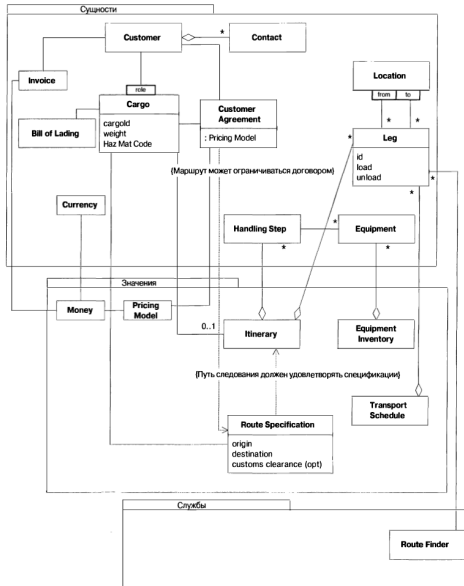 Сущности
Customer
*
Contact
Invoice
role
Cargo
cargoId
weight
Haz Mat Code
Bill of Lading
Customer
Agreement
: Pricing Model
Location
from
to
*
*
*
Leg
id
load
unload
*
*
{Маршрут может ограничиваться договором}
Currency
Handling Step
*
*
Equipment
*
Значения
Money
Pricing
Model
0..1
Itinerary
Equipment
Inventory
{Путь следования должен удовлетворять спецификации}
Transport
Schedule
Route Specification
origin
destination
customs clearance (opt)
Службы
Route Finder